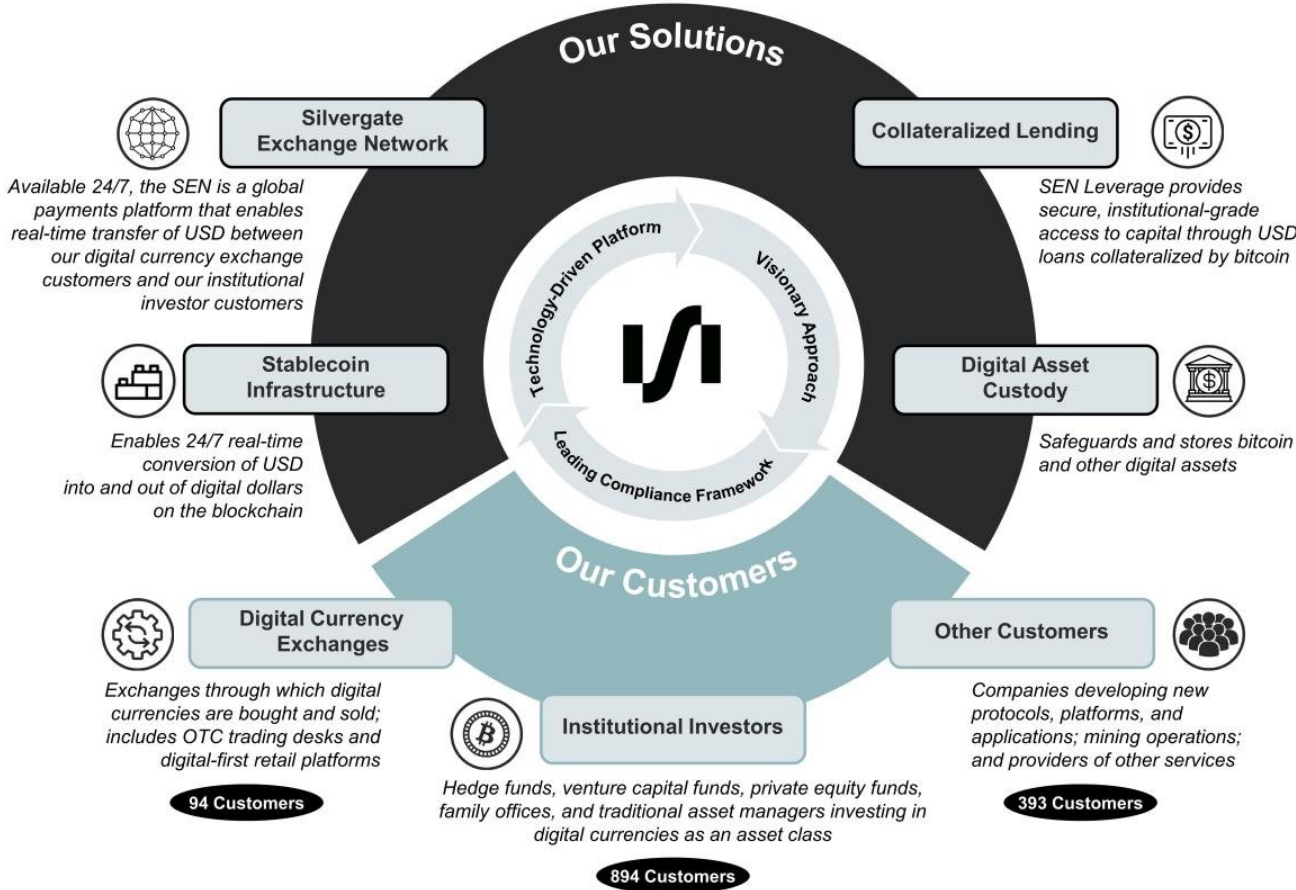 Our Solutions
Silvergate
Exchange Network
Available 24/7, the SEN is a global
payments platform that enables
real-time transfer of USD between
our digital currency exchange
customers and our institutional
investor customers
Collateralized Lending
SEN Leverage provides
secure, institutional-grade
access to capital through USD
loans collateralized by bitcoin
Technology-Driven Platform
Visionary Approach
Leading Compliance Framework
Stablecoin
Infrastructure
Enables 24/7 real-time
conversion of USD
into and out of digital dollars
on the blockchain
Digital Asset
Custody
Safeguards and stores bitcoin
and other digital assets
Our Customers
Digital Currency
Exchanges
Exchanges through which digital
currencies are bought and sold;
includes OTC trading desks and
digital-first retail platforms
94 Customers
Institutional Investors
Hedge funds, venture capital funds, private equity funds,
family offices, and traditional asset managers investing in
digital currencies as an asset class
894 Customers
Other Customers
Companies developing new
protocols, platforms, and
applications; mining operations;
and providers of other services
393 Customers